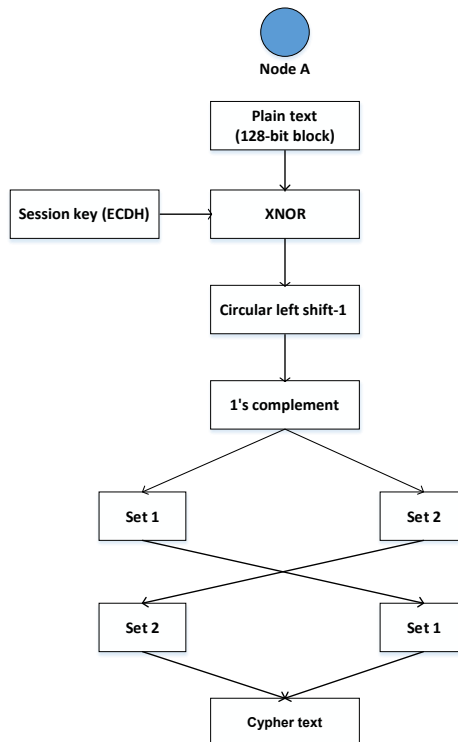 Node A
Plain text
(128-bit block)
Session key (ECDH)
XNOR
Circular left shift-1
1's complement
Set 1
Set 2
Set 2
Set 1
Cypher text